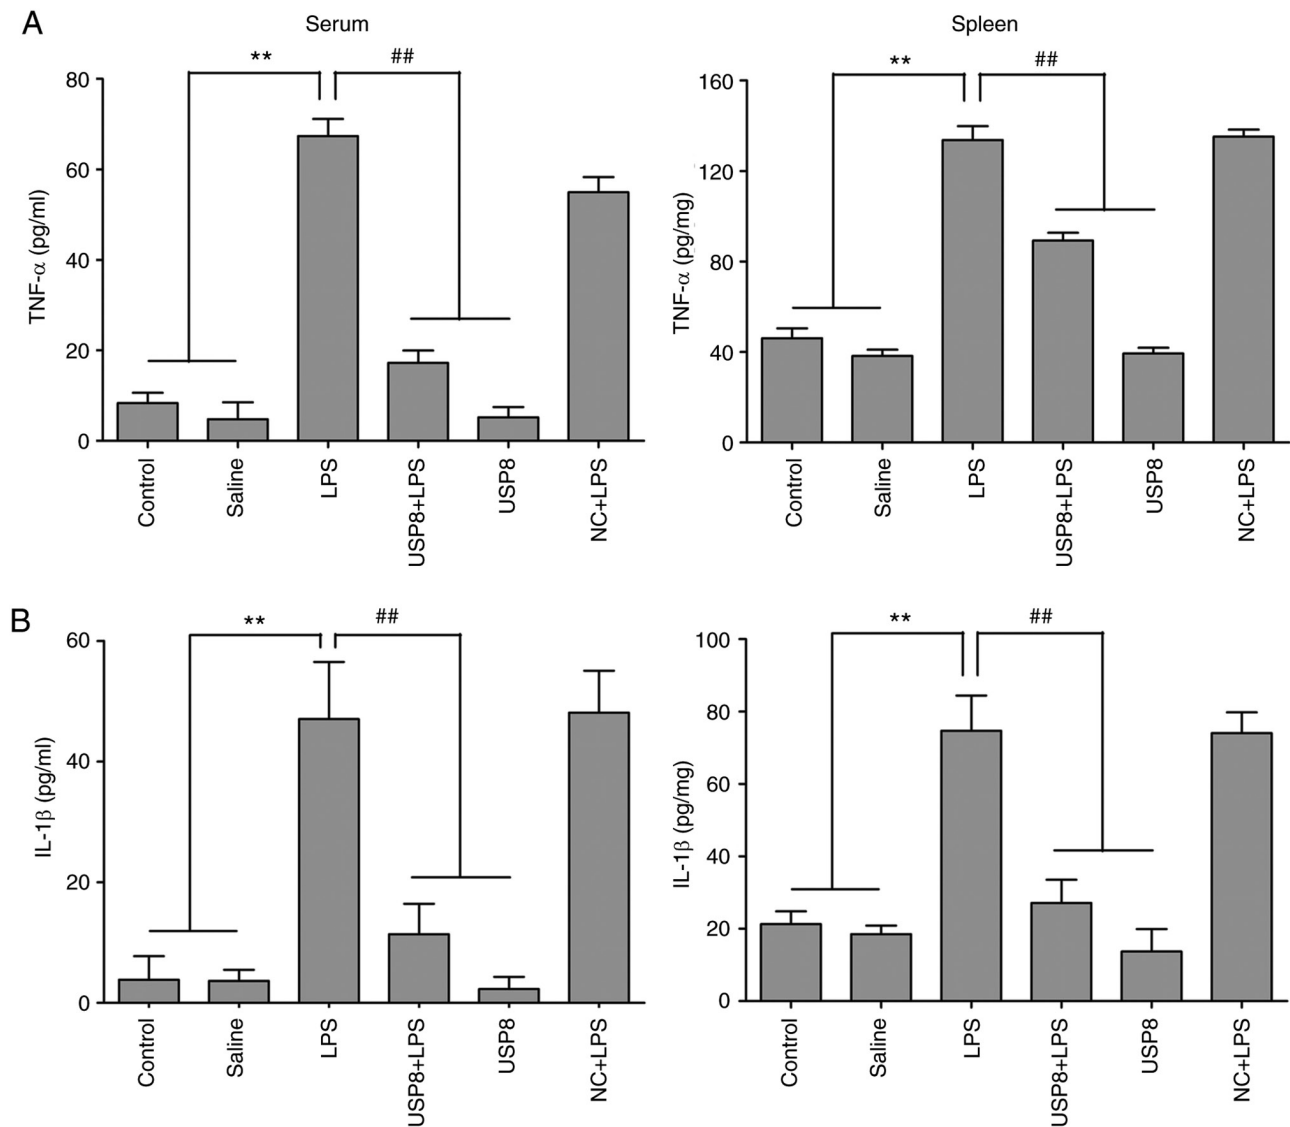 A
Serum
Spleen
** ##
** ##
TNF-α (pg/ml)
80
60
40
20
0
Control
Saline
LPS
USP8+LPS
USP8
NC+LPS
TNF-α (pg/mg)
160
120
80
40
0
Control
Saline
LPS
USP8+LPS
USP8
NC+LPS
B
** ##
** ##
IL-1β (pg/ml)
60
40
20
0
Control
Saline
LPS
USP8+LPS
USP8
NC+LPS
IL-1β (pg/mg)
100
80
60
40
20
0
Control
Saline
LPS
USP8+LPS
USP8
NC+LPS